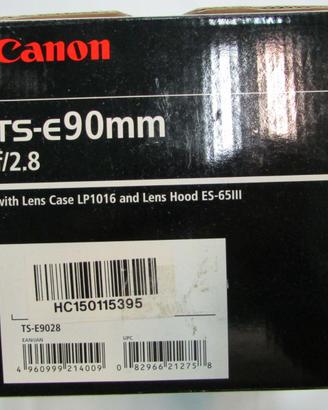 Canon
TS-E90mm
f/2.8
with Lens Case LP1016 and Lens Hood ES-65III
HC150115395
TS-E9028
EAN/JAN UPC
4 960999 214009 0 82966 21275 8